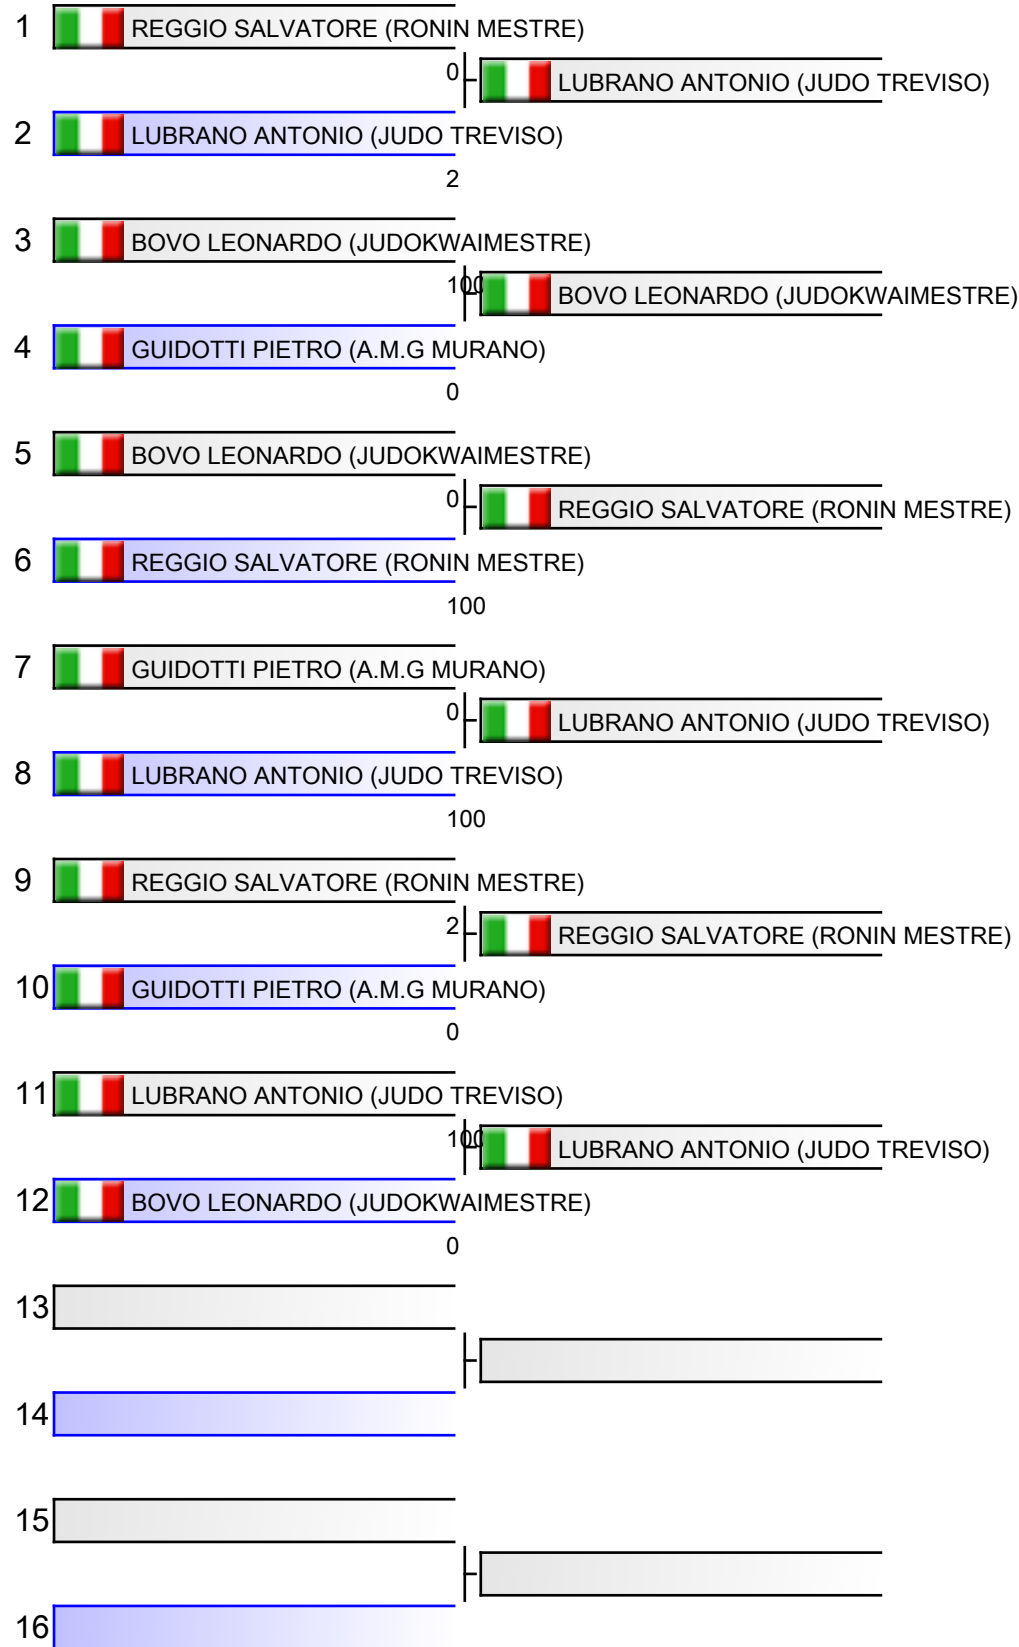 1 REGGIO SALVATORE (RONIN MESTRE)
0 LUBRANO ANTONIO (JUDO TREVISO)
2 LUBRANO ANTONIO (JUDO TREVISO)
2
3 BOVO LEONARDO (JUDOKWAIMESTRE)
100 BOVO LEONARDO (JUDOKWAIMESTRE)
4 GUIDOTTI PIETRO (A.M.G MURANO)
0
5 BOVO LEONARDO (JUDOKWAIMESTRE)
0 REGGIO SALVATORE (RONIN MESTRE)
6 REGGIO SALVATORE (RONIN MESTRE)
100
7 GUIDOTTI PIETRO (A.M.G MURANO)
0 LUBRANO ANTONIO (JUDO TREVISO)
8 LUBRANO ANTONIO (JUDO TREVISO)
100
9 REGGIO SALVATORE (RONIN MESTRE)
2 REGGIO SALVATORE (RONIN MESTRE)
10 GUIDOTTI PIETRO (A.M.G MURANO)
0
11 LUBRANO ANTONIO (JUDO TREVISO)
100 LUBRANO ANTONIO (JUDO TREVISO)
12 BOVO LEONARDO (JUDOKWAIMESTRE)
0
13
14
15
16